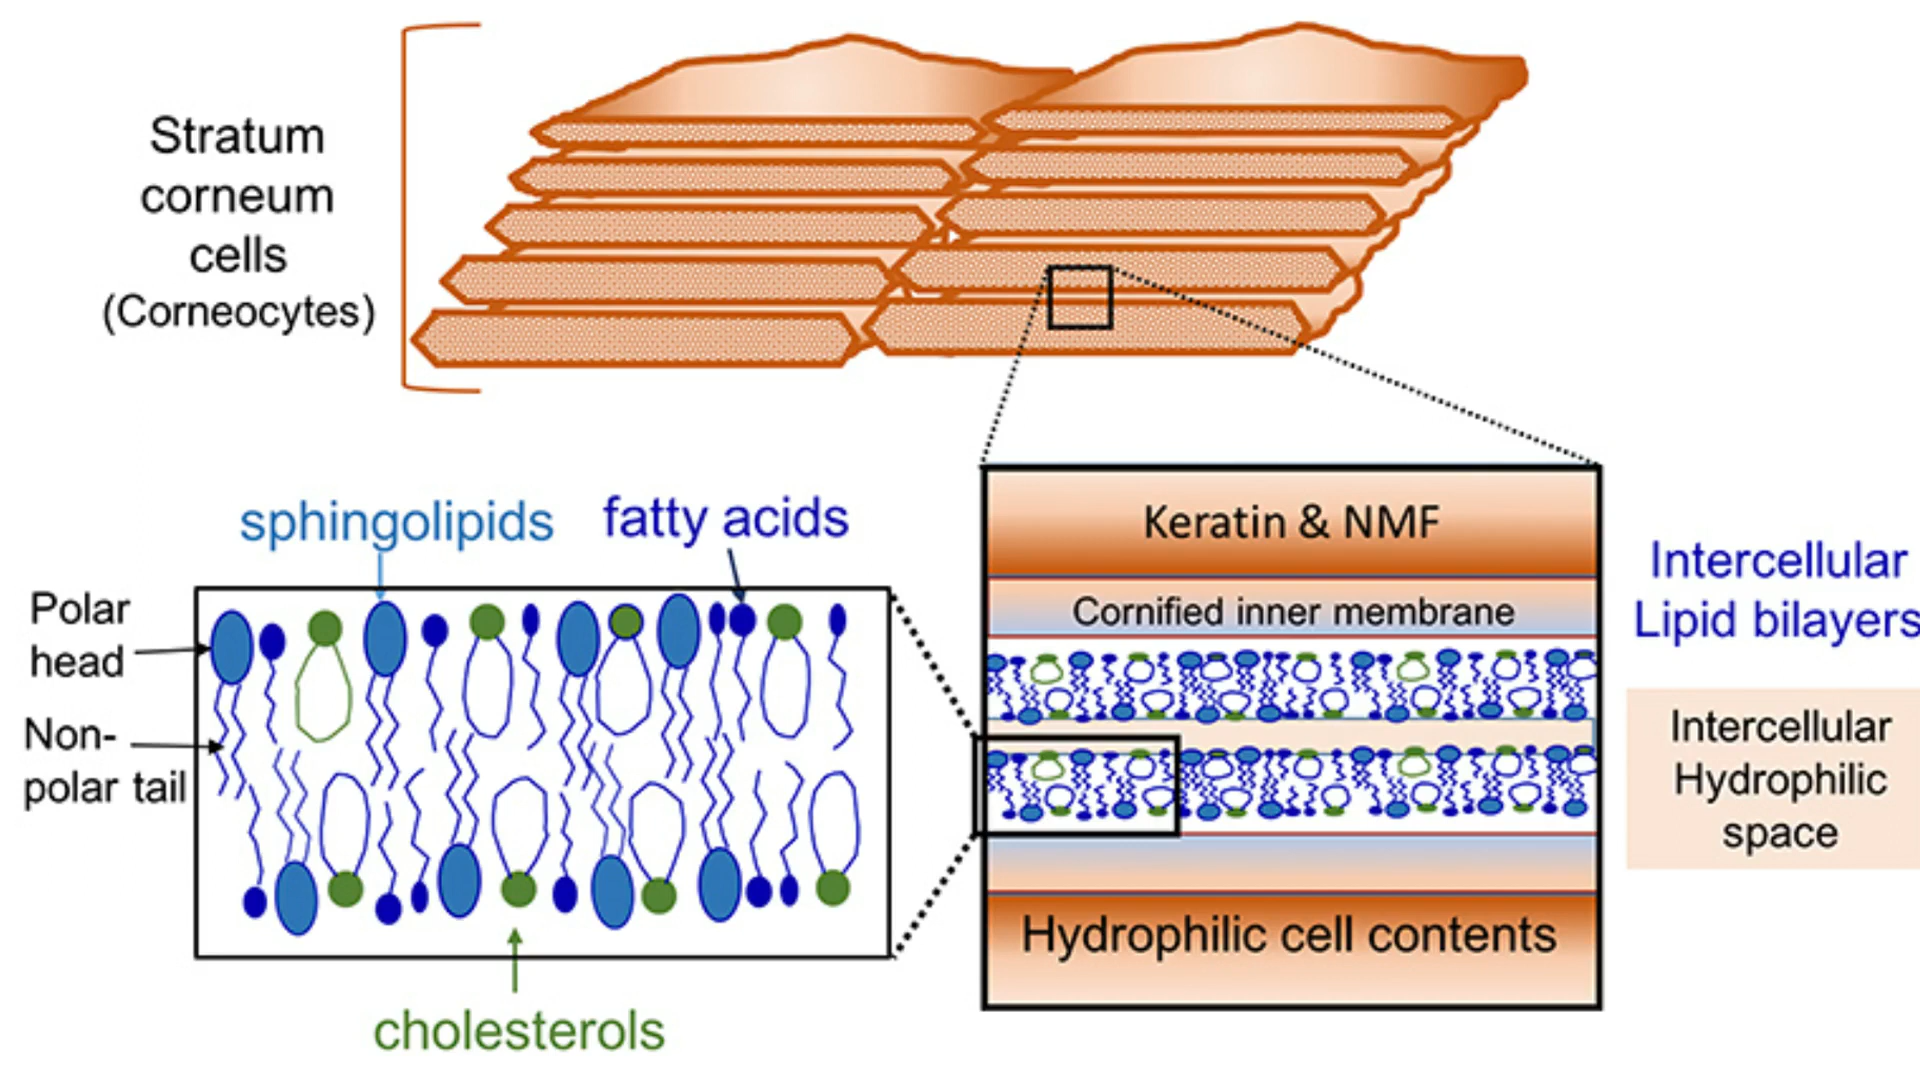 Stratum
corneum
cells
(Corneocytes)
sphingolipids
fatty acids
Polar
head
Non-
polar tail
cholesterols
Keratin & NMF
Cornified inner membrane
Hydrophilic cell contents
Intercellular
Lipid bilayers
Intercellular
Hydrophilic
space